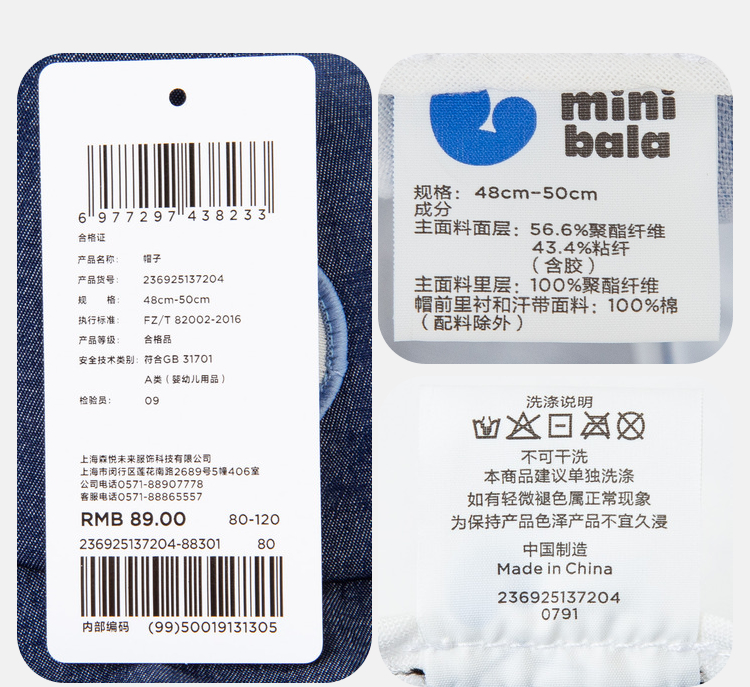 6 977297 438233
合格证
产品名称: 帽子
产品货号: 236925137204
规 格: 48cm-50cm
执行标准: FZ/T 82002-2016
产品等级: 合格品
安全技术类别: 符合GB 31701
A类（婴幼儿用品）
检验员: 09
上海森悦未来服饰科技有限公司
上海市闵行区莲花南路2689号5幢406室
公司电话0571-88907778
客服电话0571-88865557
RMB 89.00 80-120
236925137204-88301 80
内部编码 (99)50019131305
mini
bala
规格: 48cm-50cm
成分
主面料面层: 56.6%聚酯纤维
43.4%粘纤
（含胶）
主面料里层: 100%聚酯纤维
帽前里衬和汗带面料: 100%棉
（配料除外）
洗涤说明
不可干洗
本商品建议单独洗涤
如有轻微褪色属正常现象
为保持产品色泽产品不宜久浸
中国制造
Made in China
236925137204
0791